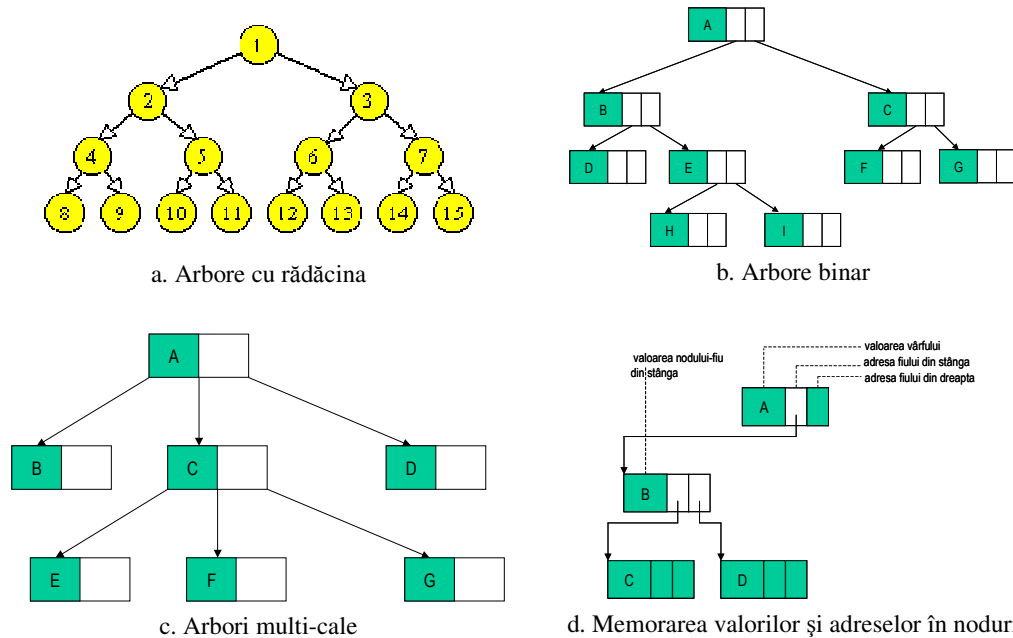 1
2 3
4 5 6 7
8 9 10 11 12 13 14 15
a. Arbore cu rădăcina
A
B C
D E F G
H I
b. Arbore binar
A
B C D
E F G
c. Arbori multi-cale
valoarea vârfului
valoarea nodului-fiu adresa fiului din stânga
din stânga adresa fiului din dreapta
A
B
C D
d. Memorarea valorilor şi adreselor în noduri